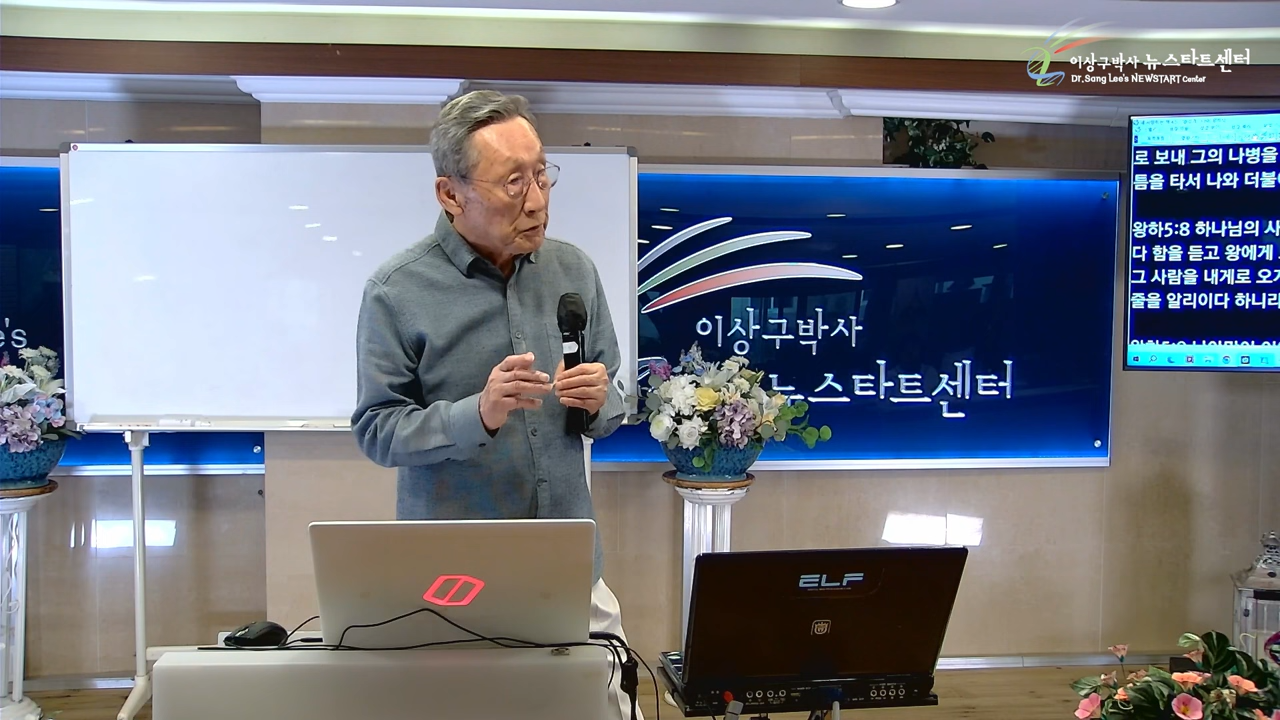 이상구박사 뉴스타트센터
Dr. Sang Lee's NEWSTART Center
로 보내 그의 나병을
틈을 타서 나와 더불어
왕하5:8 하나님의 사
다 함을 듣고 왕에게
그 사람을 내게로 오게
줄을 알리이다 하니라
e's
이상구박사
뉴스타트센터
ELF